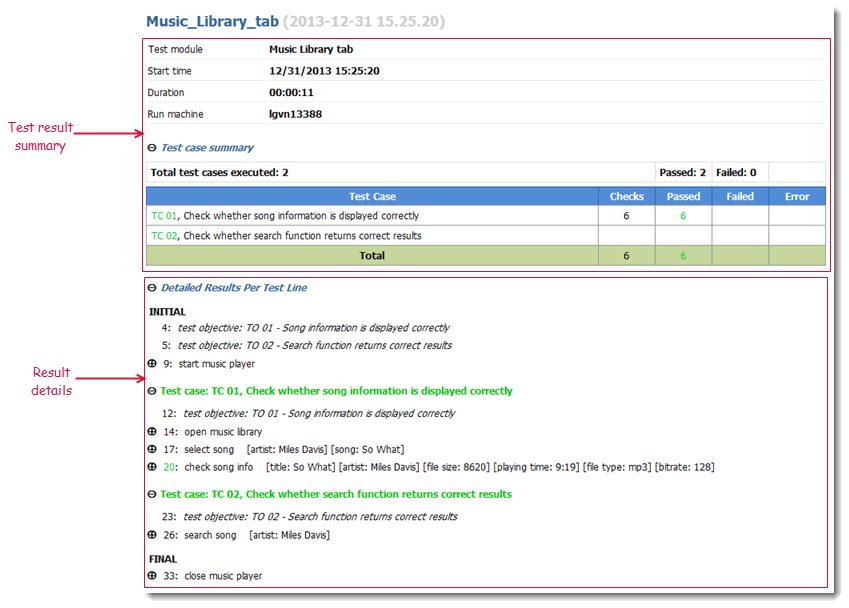 Music_Library_tab (2013-12-31 15.25.20)
Test module Music Library tab
Start time 12/31/2013 15:25:20
Duration 00:00:11
Run machine lgvn13388
Test result
summary
Test case summary
Total test cases executed: 2 Passed: 2 Failed: 0
Test Case Checks Passed Failed Error
TC 01, Check whether song information is displayed correctly 6 6
TC 02, Check whether search function returns correct results
Total 6 6
Detailed Results Per Test Line
INITIAL
4: test objective: TO 01 - Song information is displayed correctly
5: test objective: TO 02 - Search function returns correct results
9: start music player
Result
details
Test case: TC 01, Check whether song information is displayed correctly
12: test objective: TO 01 - Song information is displayed correctly
14: open music library
17: select song [artist: Miles Davis] [song: So What]
20: check song info [title: So What] [artist: Miles Davis] [file size: 8620] [playing time: 9:19] [file type: mp3] [bitrate: 128]
Test case: TC 02, Check whether search function returns correct results
23: test objective: TO 02 - Search function returns correct results
26: search song [artist: Miles Davis]
FINAL
33: close music player